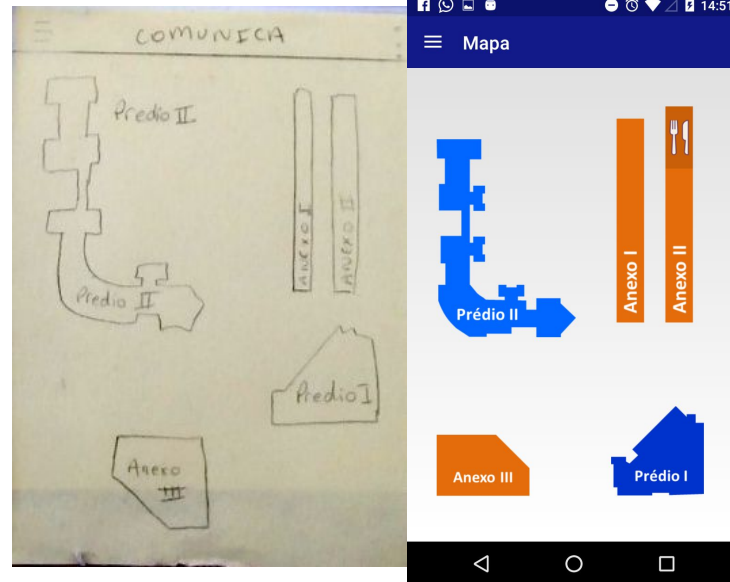 COMUNICA
Predio II
ANEXO I
ANEXO II
Predio II
Predio I
Anexo
III
14:51
Mapa
Anexo I
Anexo II
Prédio II
Anexo III
Prédio I